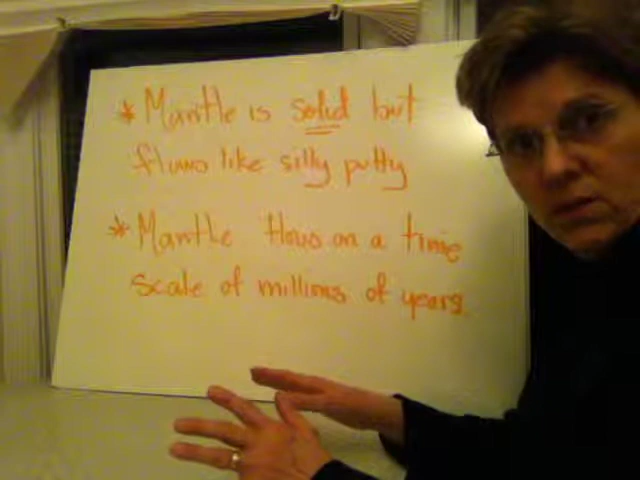 * Mantle is solid but
flows like silly putty
* Mantle flows on a time
scale of millions of years.